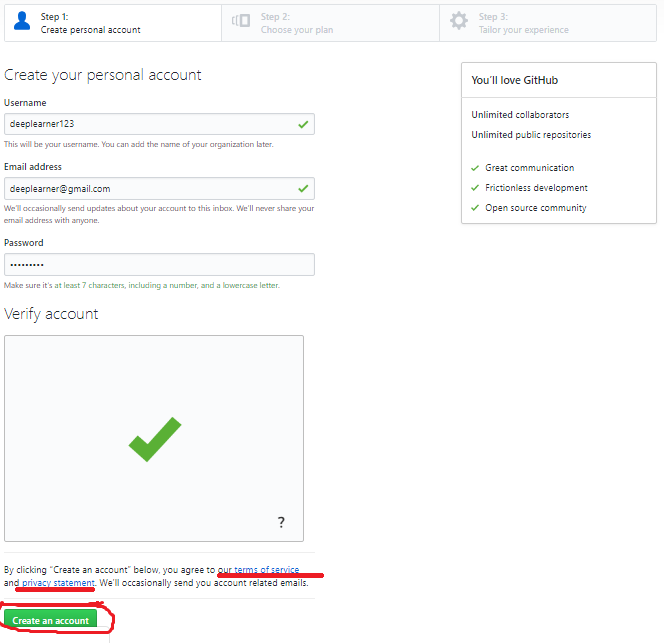 Step 1:
Create personal account
Step 2:
Choose your plan
Step 3:
Tailor your experience
Create your personal account
Username
deeplearner123
This will be your username. You can add the name of your organization later.
Email address
deeplearner@gmail.com
We'll occasionally send updates about your account to this inbox. We'll never share your
email address with anyone.
Password
•••••••••
Make sure it's at least 7 characters, including a number, and a lowercase letter.
Verify account
?
By clicking "Create an account" below, you agree to our terms of service
and privacy statement. We'll occasionally send you account related emails.
Create an account
You'll love GitHub
Unlimited collaborators
Unlimited public repositories
Great communication
Frictionless development
Open source community